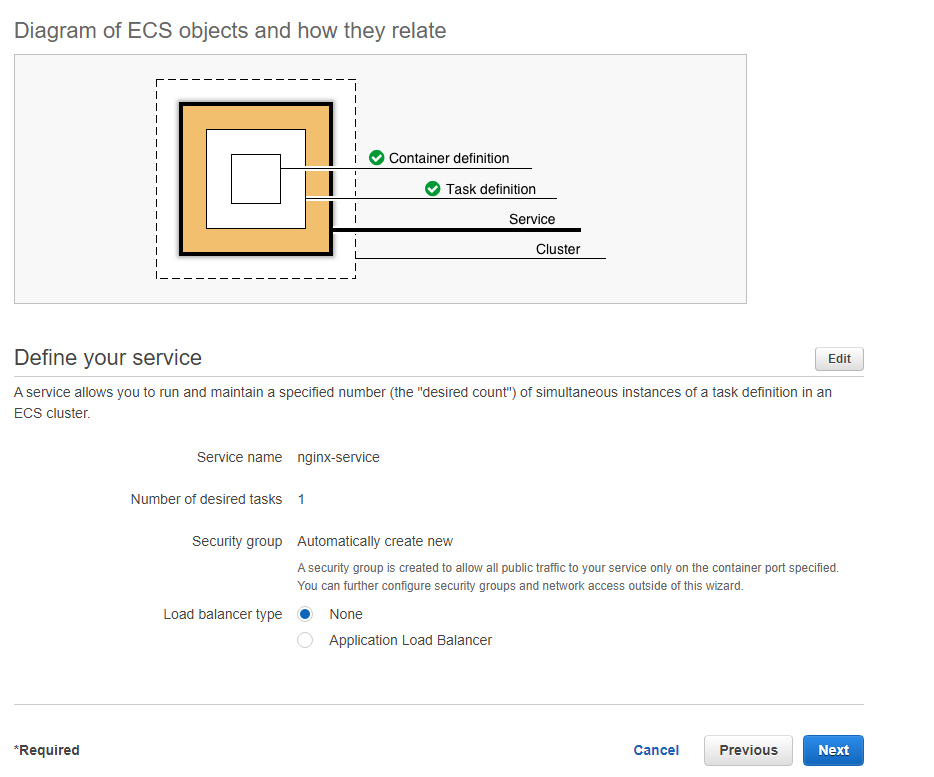 Diagram of ECS objects and how they relate
Container definition
Task definition
Service
Cluster
Define your service
Edit
A service allows you to run and maintain a specified number (the "desired count") of simultaneous instances of a task definition in an
ECS cluster.
Service name nginx-service
Number of desired tasks 1
Security group Automatically create new
A security group is created to allow all public traffic to your service only on the container port specified.
You can further configure security groups and network access outside of this wizard.
Load balancer type None
Application Load Balancer
*Required Cancel Previous Next